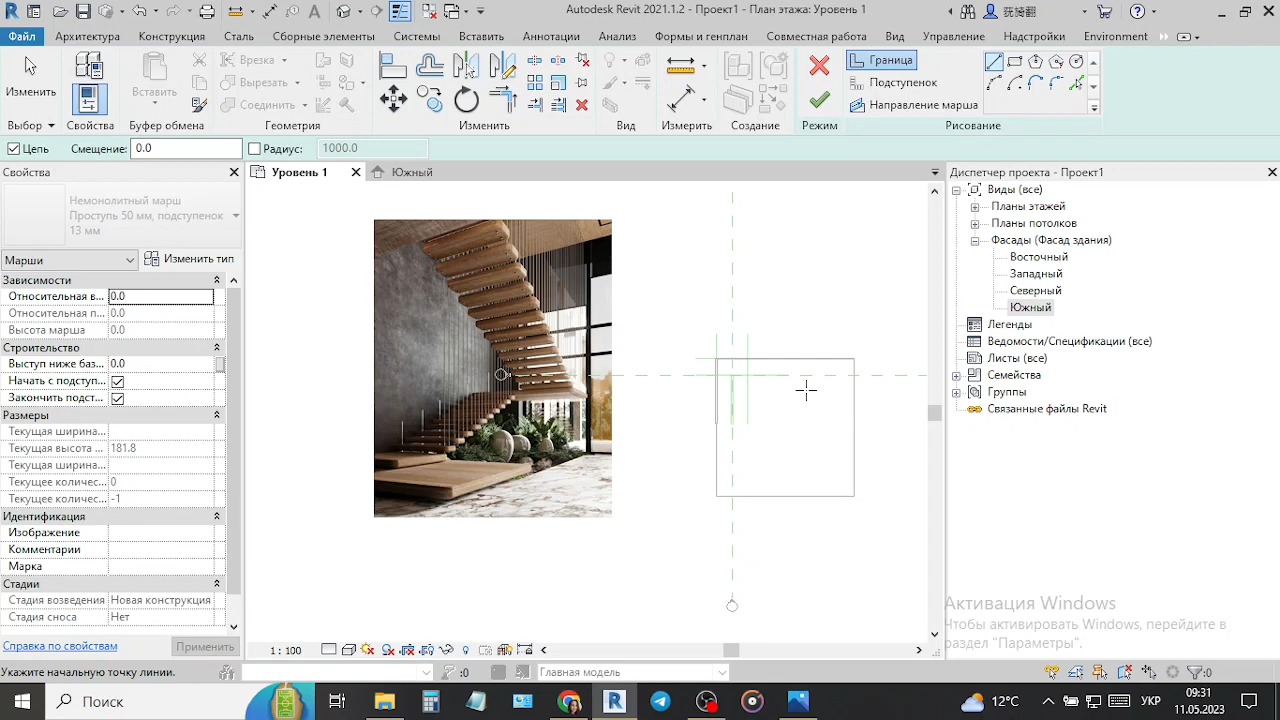 Autodesk Revit 2021.1.2 - Проект1 - План этажа: Уровень 1
Файл Архитектура Конструкция Сталь Сборные элементы Системы Вставить Аннотации Анализ Формы и генплан Совместная работа Вид Управление Надстройки Environment
Изменить
Свойства
Вставить
Врезка
Вырезать
Соединить
Граница
Подступенок
Направление марша
Выбор Свойства Буфер обмена Геометрия Изменить Вид Измерить Создание Режим Рисование
Цепь Смещение: 0.0 Радиус: 1000.0
Свойства
Уровень 1
Южный
Диспетчер проекта - Проект1
Немонолитный марш
Проступь 50 мм, подступенок
13 мм
Марши
Изменить тип
Зависимости
Относительная в... 0.0
Относительная п... 0.0
Высота марша 0.0
Строительство
Выступ ниже баз... 0.0
Начать с подступ...
Закончить подст...
Размеры
Текущая ширина...
Текущая высота ... 181.8
Текущая ширина...
Текущее количес... 0
Текущее количес... -1
Идентификация
Изображение
Комментарии
Марка
Стадии
Стадия возведения Новая конструкция
Стадия сноса Нет
Справка по свойствам Применить
Виды (все)
Планы этажей
Планы потолков
Фасады (Фасад здания)
Восточный
Западный
Северный
Южный
Легенды
Ведомости/Спецификации (все)
Листы (все)
Семейства
Группы
Связанные файлы Revit
Активация Windows
Чтобы активировать Windows, перейдите в
раздел "Параметры".
: 100
Укажите начальную точку линии. :0 Главная модель :0
Поиск
12°C
УКР
09:31
11.05.2023